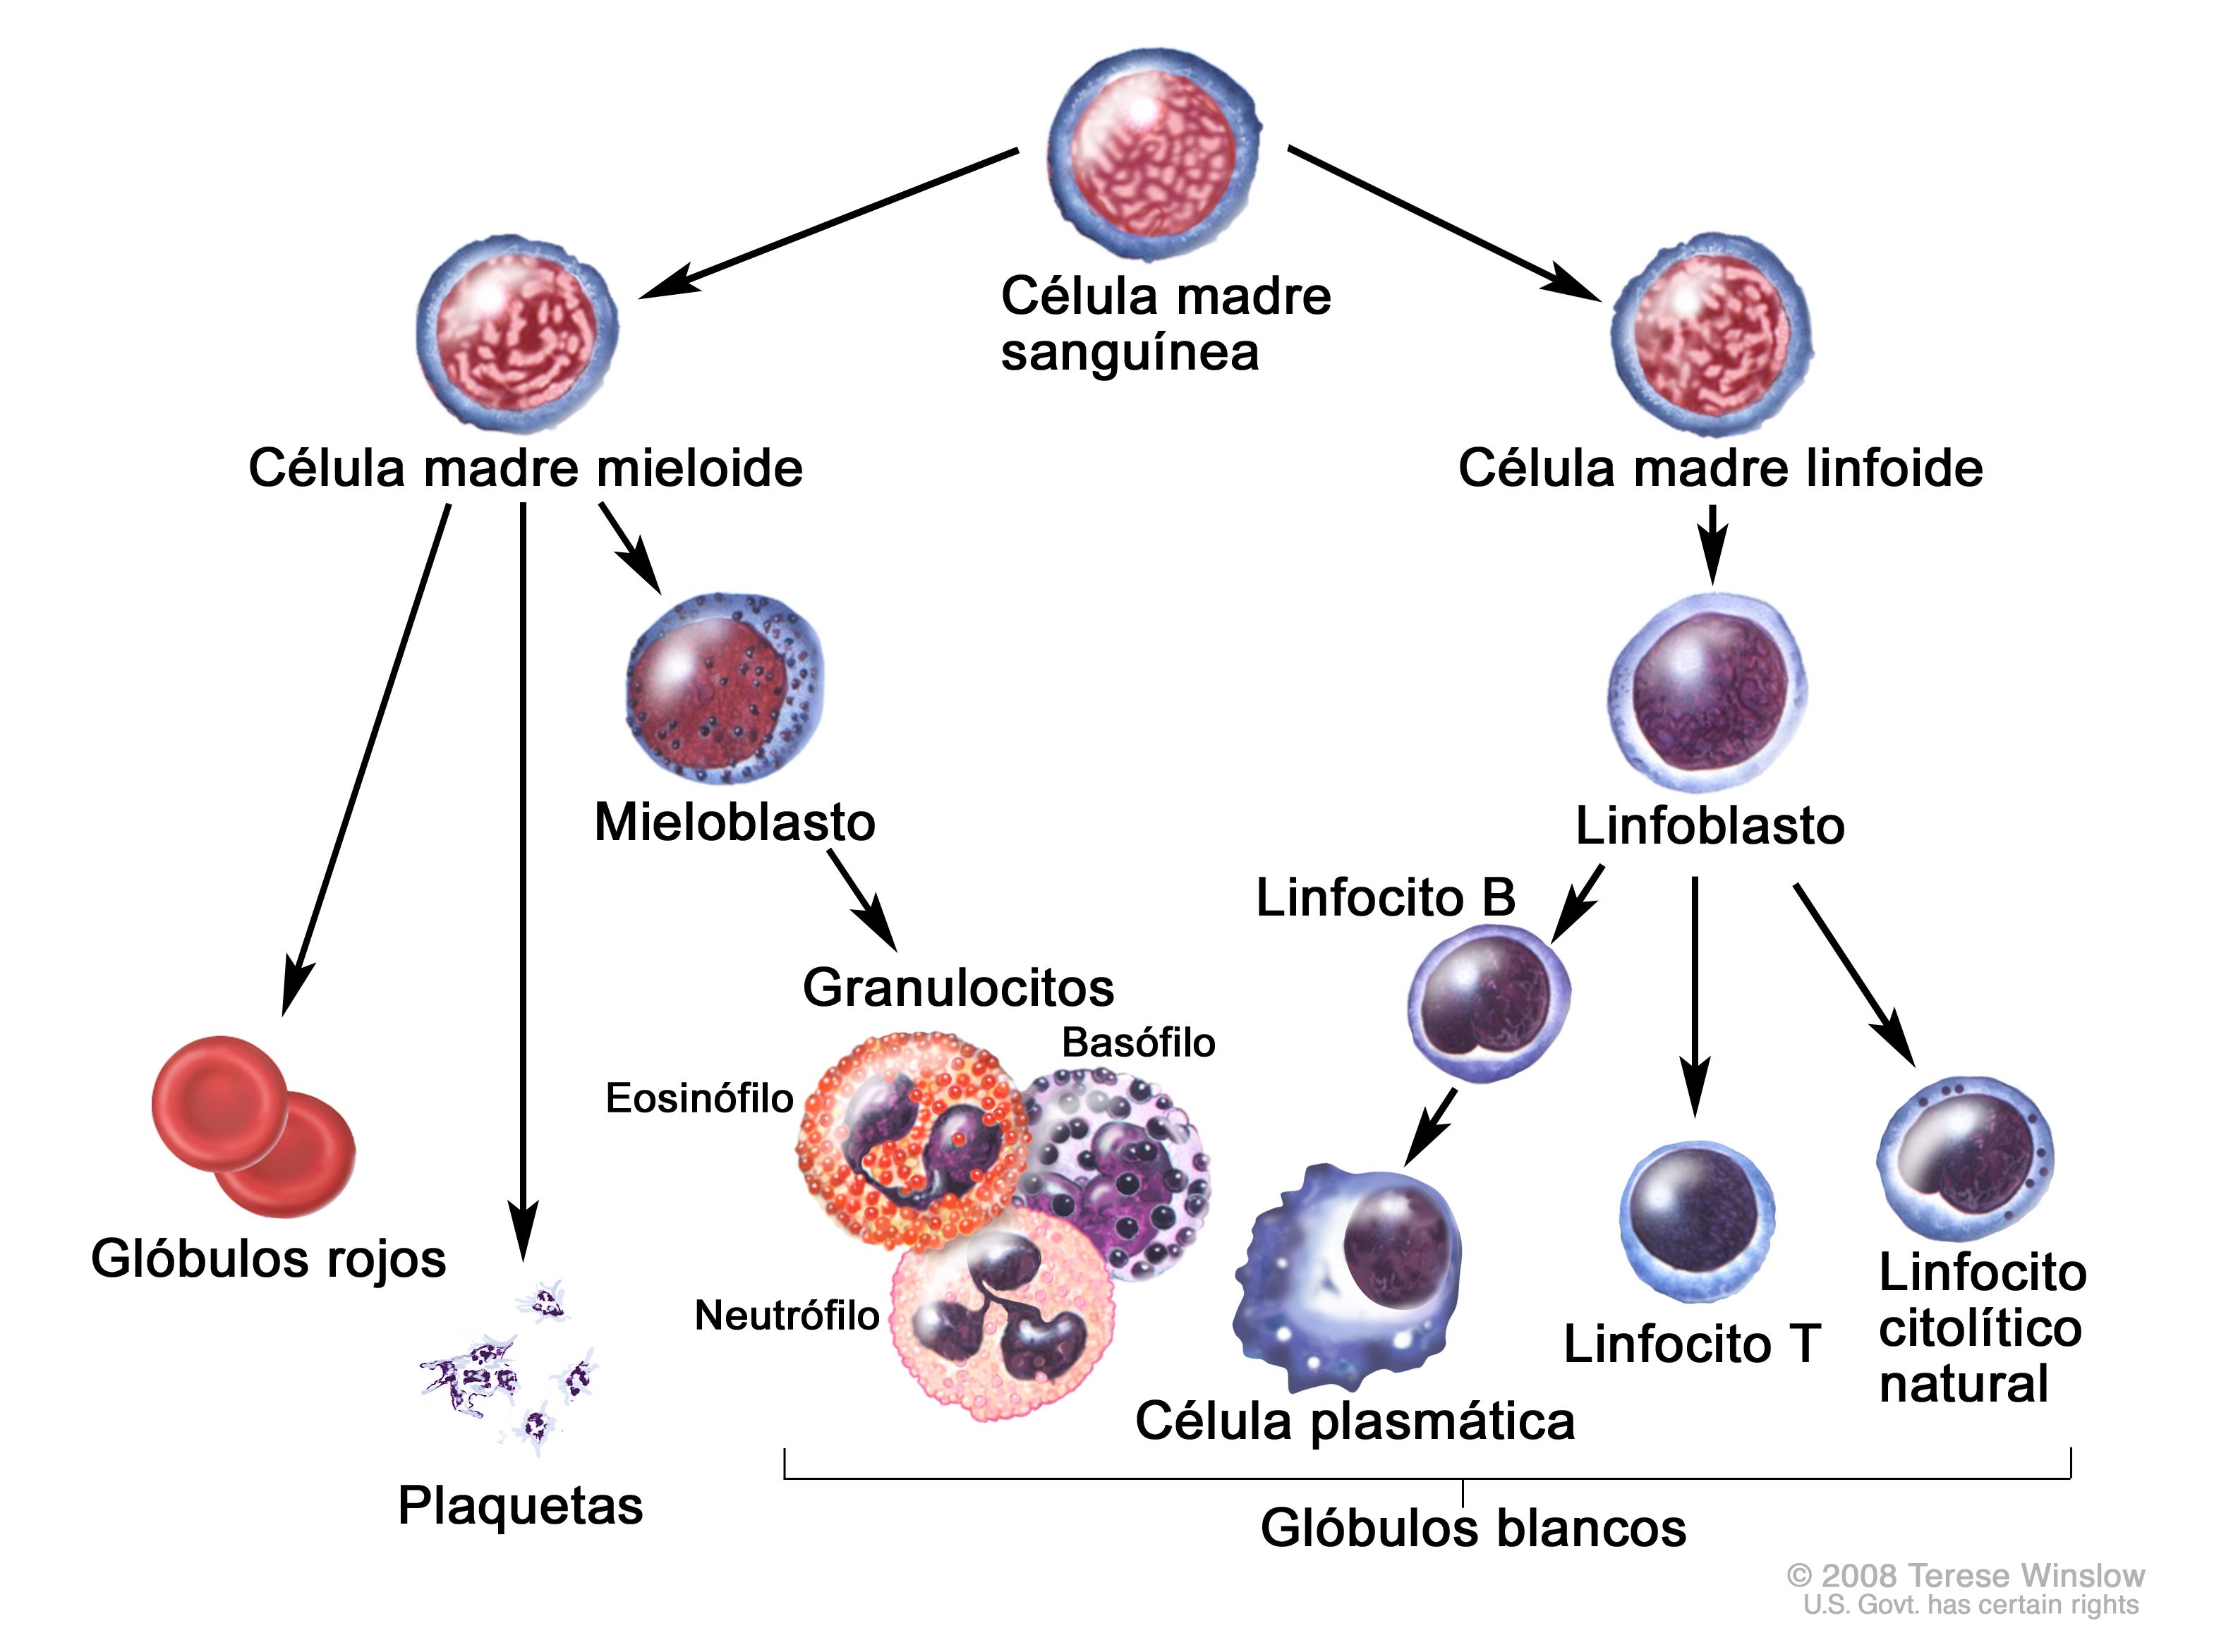 Célula madre
sanguínea
Célula madre mieloide
Célula madre linfoide
Mieloblasto
Linfoblasto
Linfocito B
Granulocitos
Basófilo
Eosinófilo
Glóbulos rojos
Neutrófilo
Linfocito
citolítico
natural
Linfocito T
Célula plasmática
Plaquetas
Glóbulos blancos
© 2008 Terese Winslow
U.S. Govt. has certain rights